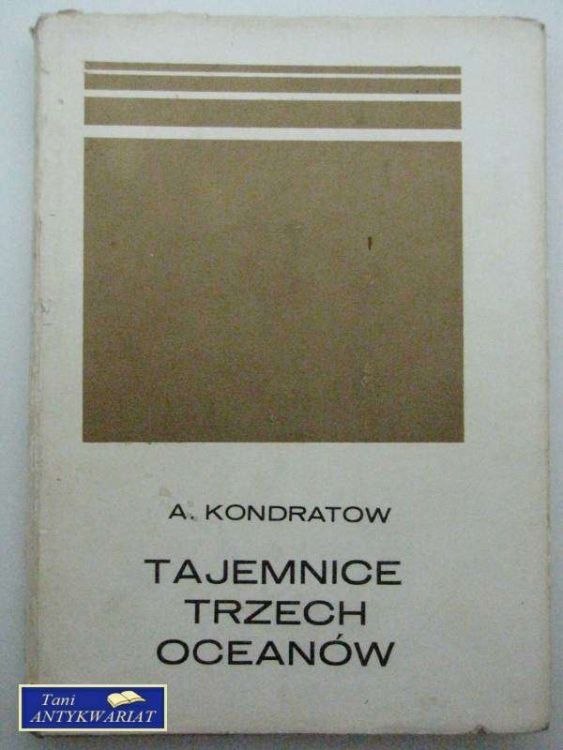 A. KONDRATOW
TAJEMNICE
TRZECH
OCEANÓW
Tani
ANTYKWARIAT